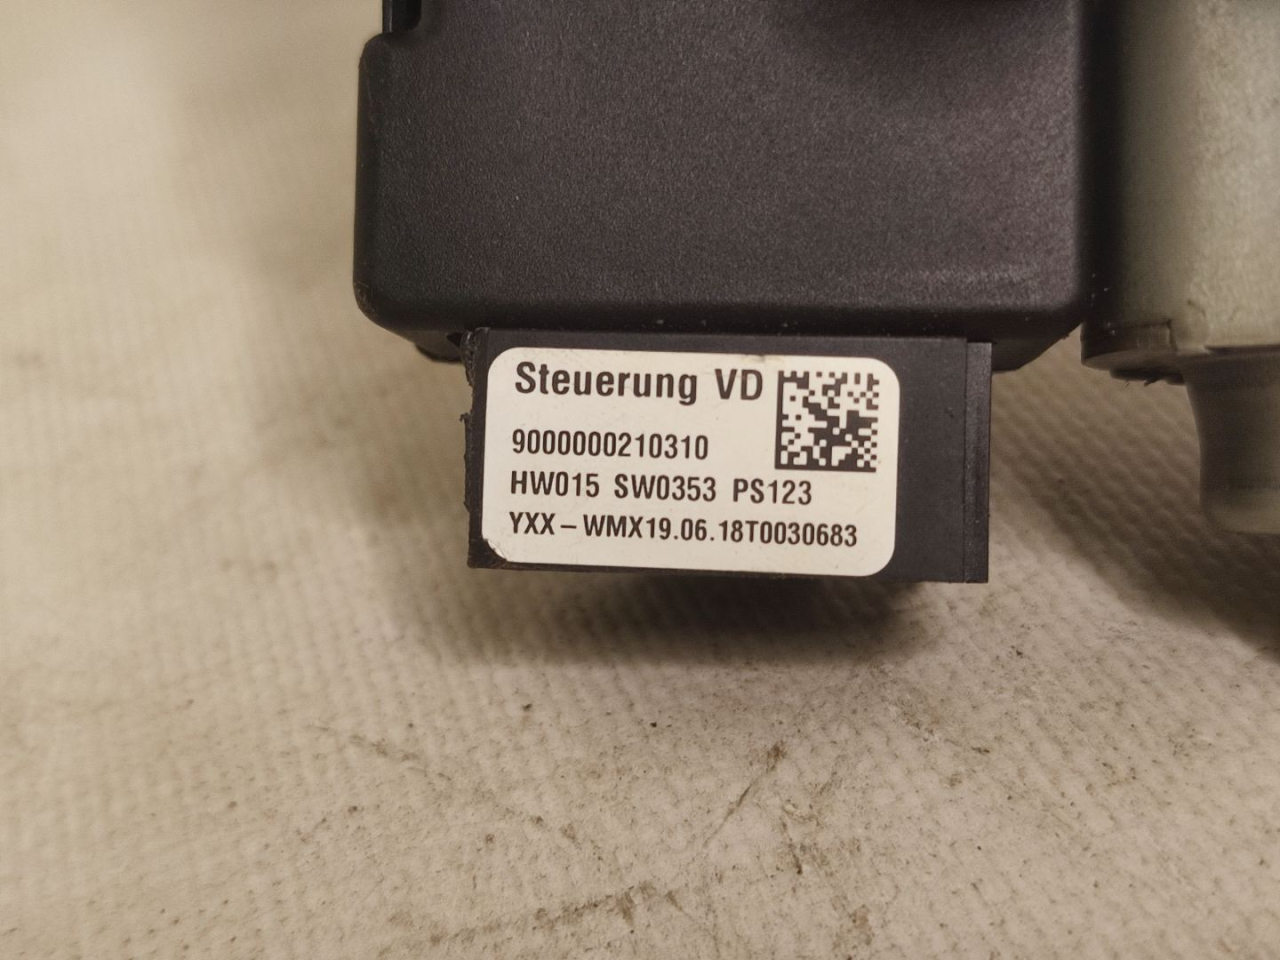 Steuerung VD
9000000210310
HW015 SW0353 PS123
YXX-WMX19.06.18T0030683